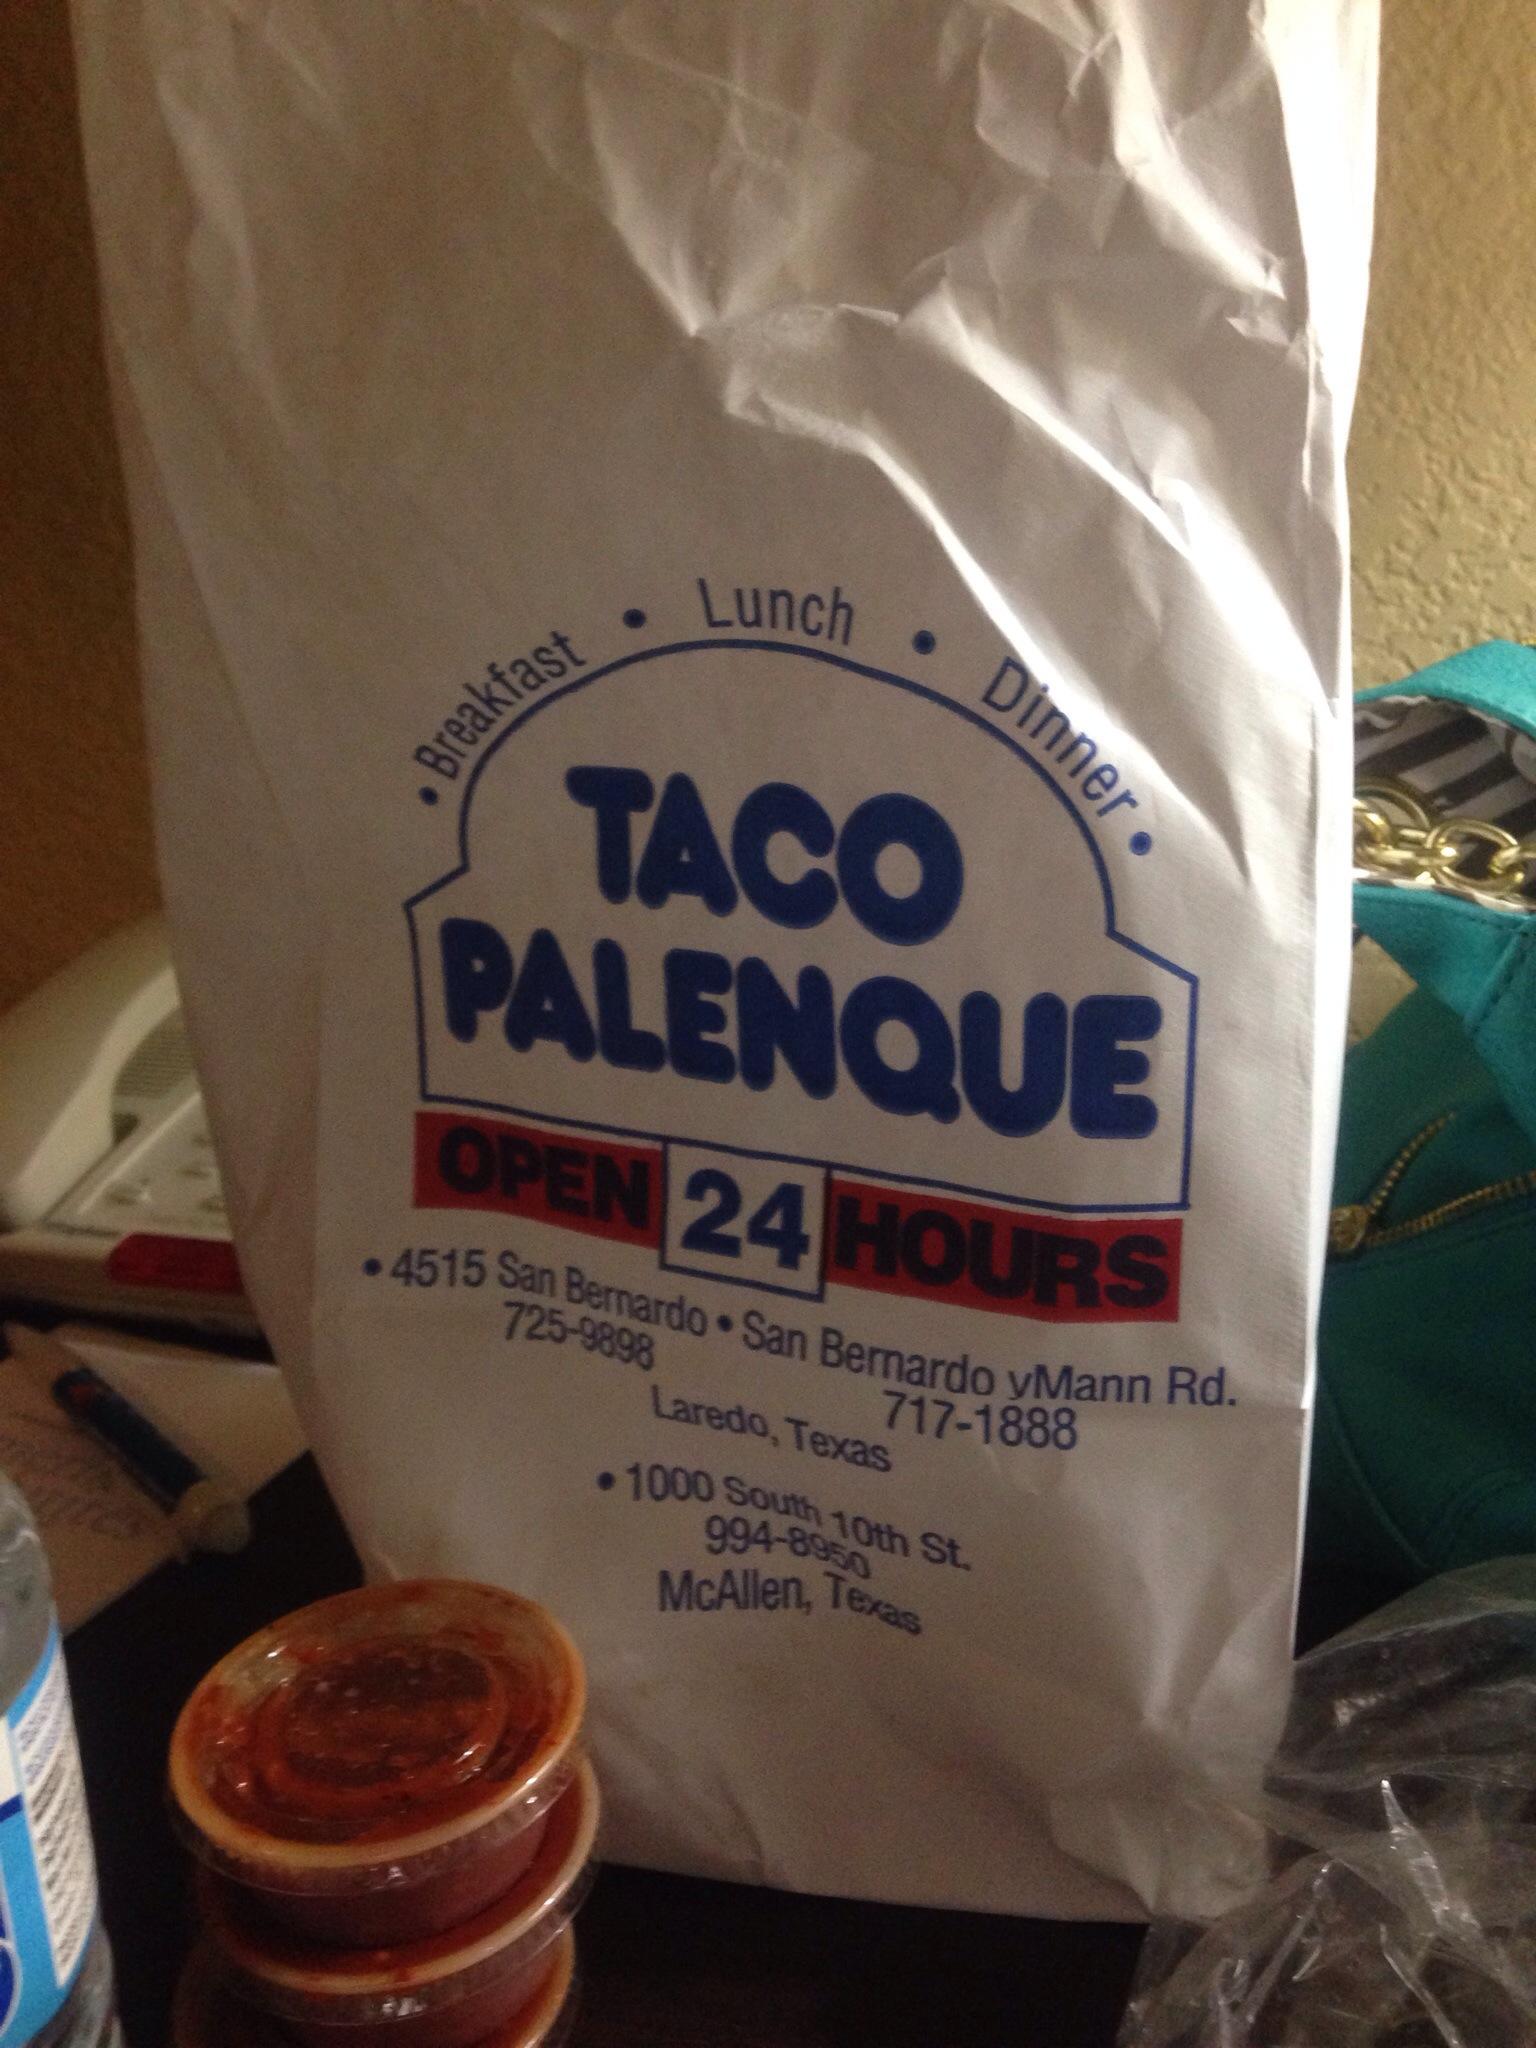 • Breakfast • Lunch • Dinner •
TACO
PALENQUE
OPEN 24 HOURS
• 4515 San Bernardo • San Bernardo y Mann Rd.
725-9898 717-1888
Laredo, Texas
• 1000 South 10th St.
994-8950
McAllen, Texas